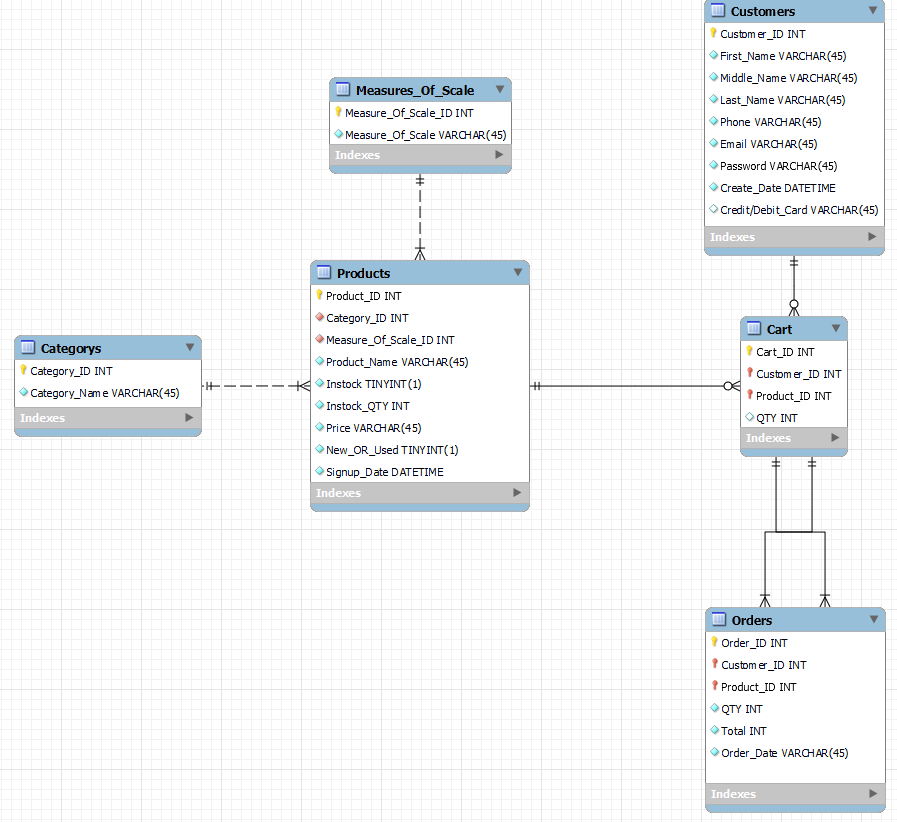 Customers
Customer_ID INT
First_Name VARCHAR(45)
Middle_Name VARCHAR(45)
Last_Name VARCHAR(45)
Phone VARCHAR(45)
Email VARCHAR(45)
Password VARCHAR(45)
Create_Date DATETIME
Credit/Debit_Card VARCHAR(45)
Indexes
Measures_Of_Scale
Measure_Of_Scale_ID INT
Measure_Of_Scale VARCHAR(45)
Indexes
Products
Product_ID INT
Category_ID INT
Measure_Of_Scale_ID INT
Product_Name VARCHAR(45)
Instock TINYINT(1)
Instock_QTY INT
Price VARCHAR(45)
New_OR_Used TINYINT(1)
Signup_Date DATETIME
Indexes
Categorys
Category_ID INT
Category_Name VARCHAR(45)
Indexes
Cart
Cart_ID INT
Customer_ID INT
Product_ID INT
QTY INT
Indexes
Orders
Order_ID INT
Customer_ID INT
Product_ID INT
QTY INT
Total INT
Order_Date VARCHAR(45)
Indexes